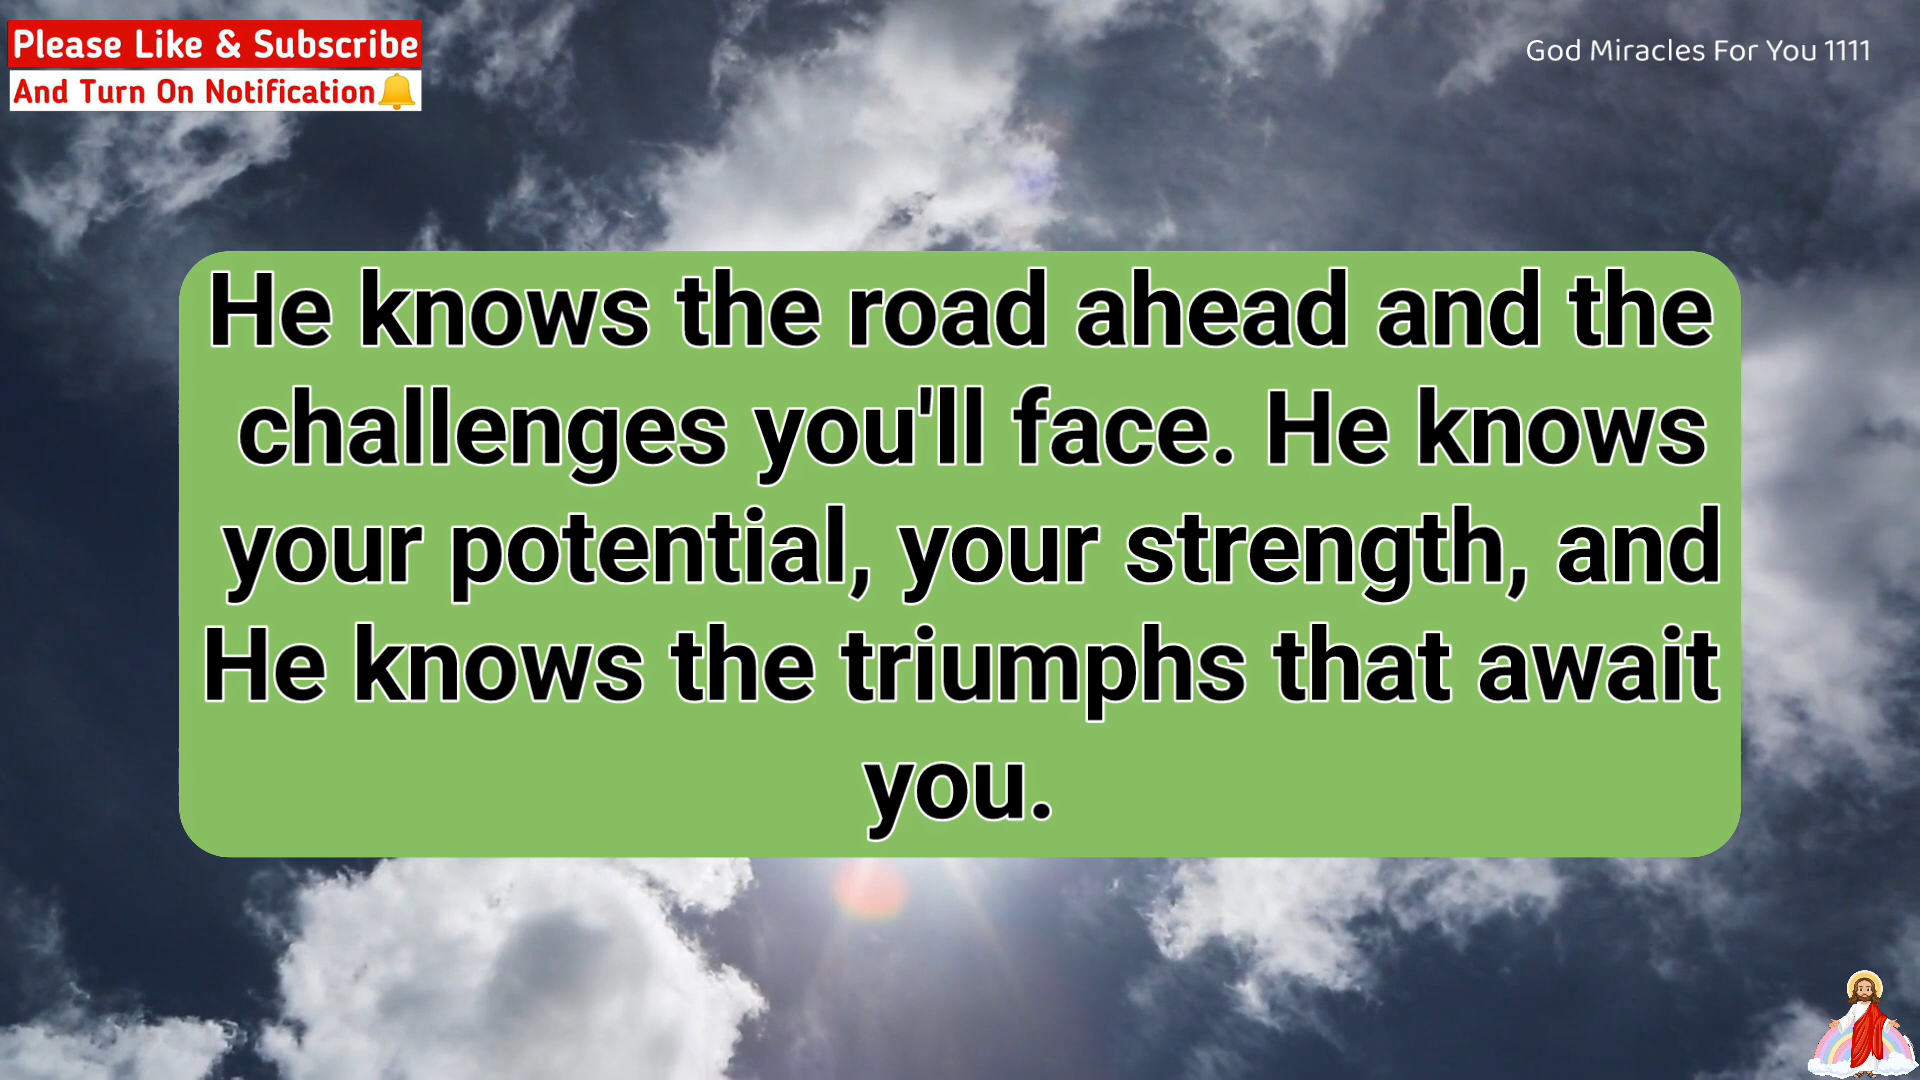 Please Like & Subscribe
And Turn On Notification
God Miracles For You 1111
He knows the road ahead and the
challenges you'll face. He knows
your potential, your strength, and
He knows the triumphs that await
you.